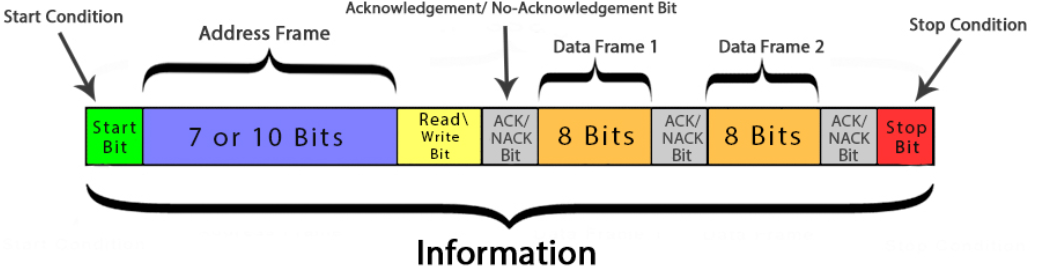 Acknowledgement/ No-Acknowledgement Bit
Start Condition
Address Frame
Data Frame 1
Data Frame 2
Stop Condition
Start
Bit
7 or 10 Bits
Read\
Write
Bit
ACK/
NACK
Bit
8 Bits
ACK/
NACK
Bit
8 Bits
ACK/
NACK
Bit
Stop
Bit
Information